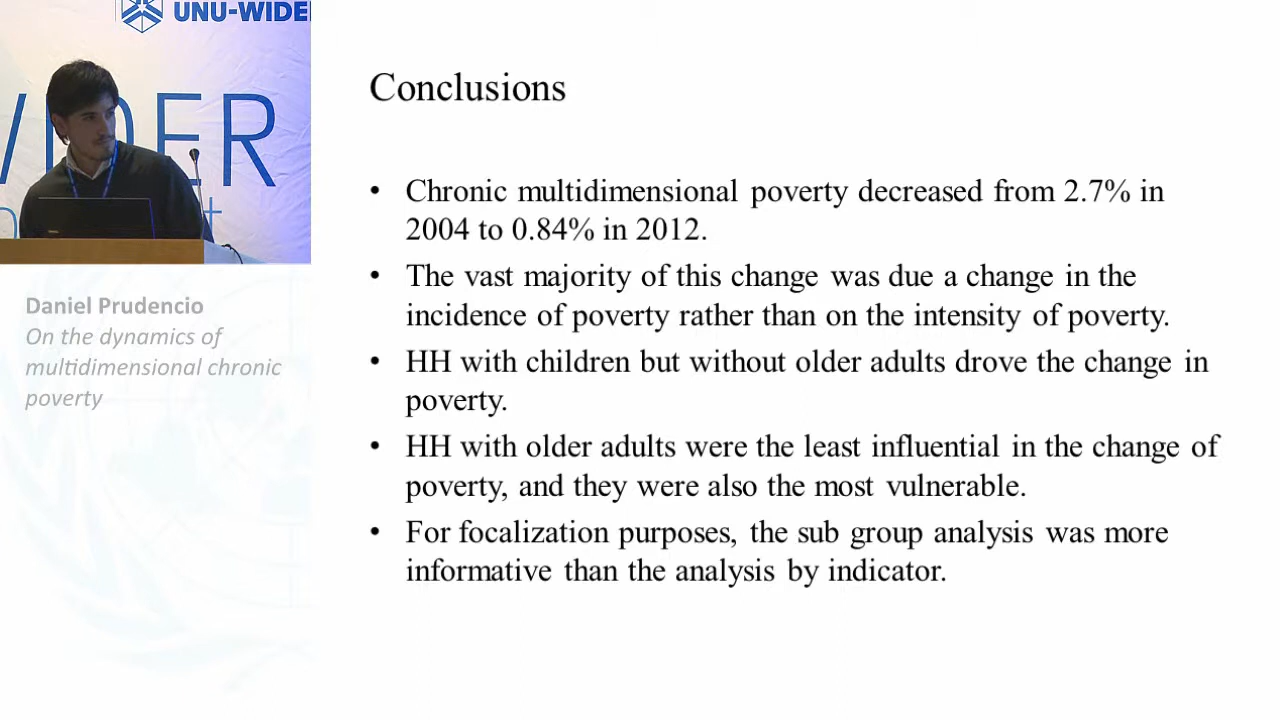 UNU-WIDE
WIDER
Daniel Prudencio
On the dynamics of
multidimensional chronic
poverty
Conclusions
• Chronic multidimensional poverty decreased from 2.7% in
2004 to 0.84% in 2012.
• The vast majority of this change was due a change in the
incidence of poverty rather than on the intensity of poverty.
• HH with children but without older adults drove the change in
poverty.
• HH with older adults were the least influential in the change of
poverty, and they were also the most vulnerable.
• For focalization purposes, the sub group analysis was more
informative than the analysis by indicator.